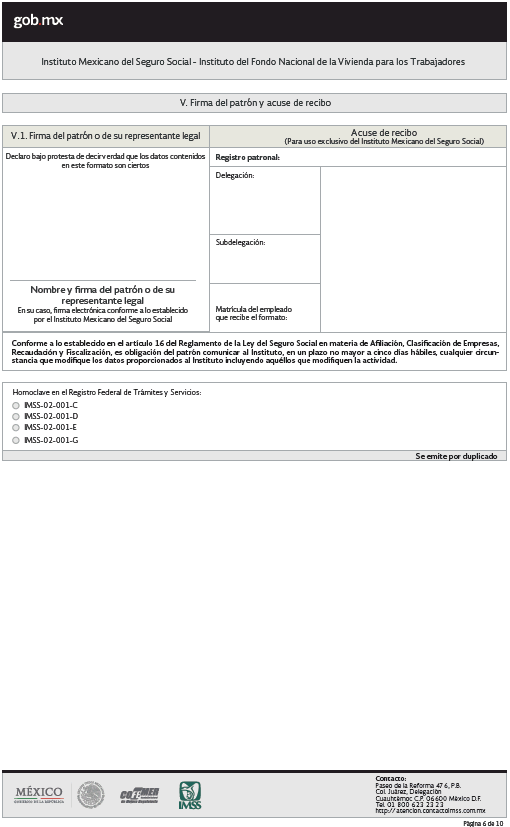 gob.mx
Instituto Mexicano del Seguro Social - Instituto del Fondo Nacional de la Vivienda para los Trabajadores
V. Firma del patrón y acuse de recibo
V.1. Firma del patrón o de su representante legal
Acuse de recibo
(Para uso exclusivo del Instituto Mexicano del Seguro Social)
Declaro bajo protesta de decir verdad que los datos contenidos
en este formato son ciertos
Registro patronal:
Delegación:
Subdelegación:
Nombre y firma del patrón o de su
representante legal
En su caso, firma electrónica conforme a lo establecido
por el Instituto Mexicano del Seguro Social
Matrícula del empleado
que recibe el formato:
Conforme a lo establecido en el artículo 16 del Reglamento de la Ley del Seguro Social en materia de Afiliación, Clasificación de Empresas,
Recaudación y Fiscalización, es obligación del patrón comunicar al Instituto, en un plazo no mayor a cinco días hábiles, cualquier circun-
stancia que modifique los datos proporcionados al Instituto incluyendo aquéllos que modifiquen la actividad.
Homoclave en el Registro Federal de Trámites y Servicios:
IMSS-02-001-C
IMSS-02-001-D
IMSS-02-001-E
IMSS-02-001-G
Se emite por duplicado
MÉXICO
GOBIERNO DE LA REPÚBLICA
COFEMER
IMSS
Contacto:
Paseo de la Reforma 476, P.B.
Col. Juárez, Delegación
Cuauhtémoc C.P. 06600 México D.F.
Tel. 01 800 623 23 23
http://atencion.contactoimss.com.mx
Página 6 de 10